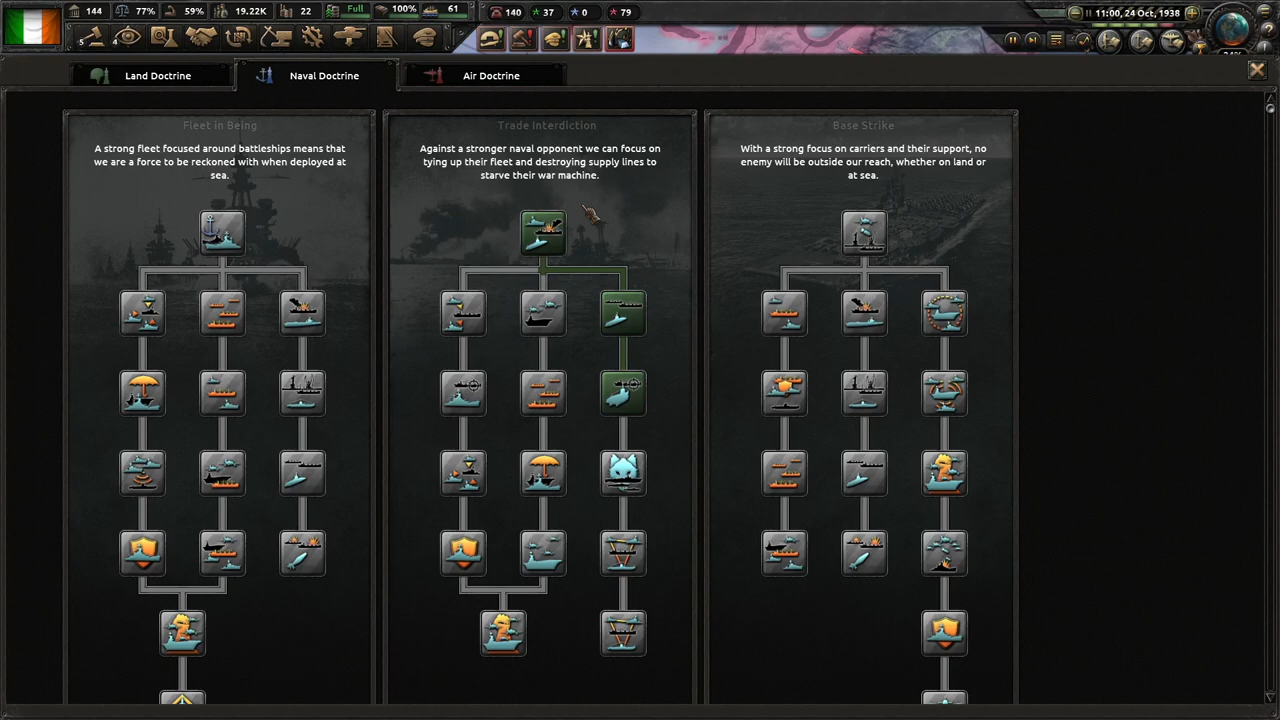 144 77% 59% 19.22K 22 Full 100% 61 140 37 0 79 11:00, 24 Oct, 1938
5 4
Land Doctrine Naval Doctrine Air Doctrine
Fleet in Being
A strong fleet focused around battleships means that
we are a force to be reckoned with when deployed at
sea.
Trade Interdiction
Against a stronger naval opponent we can focus on
tying up their fleet and destroying supply lines to
starve their war machine.
Base Strike
With a strong focus on carriers and their support, no
enemy will be outside our reach, whether on land or
at sea.